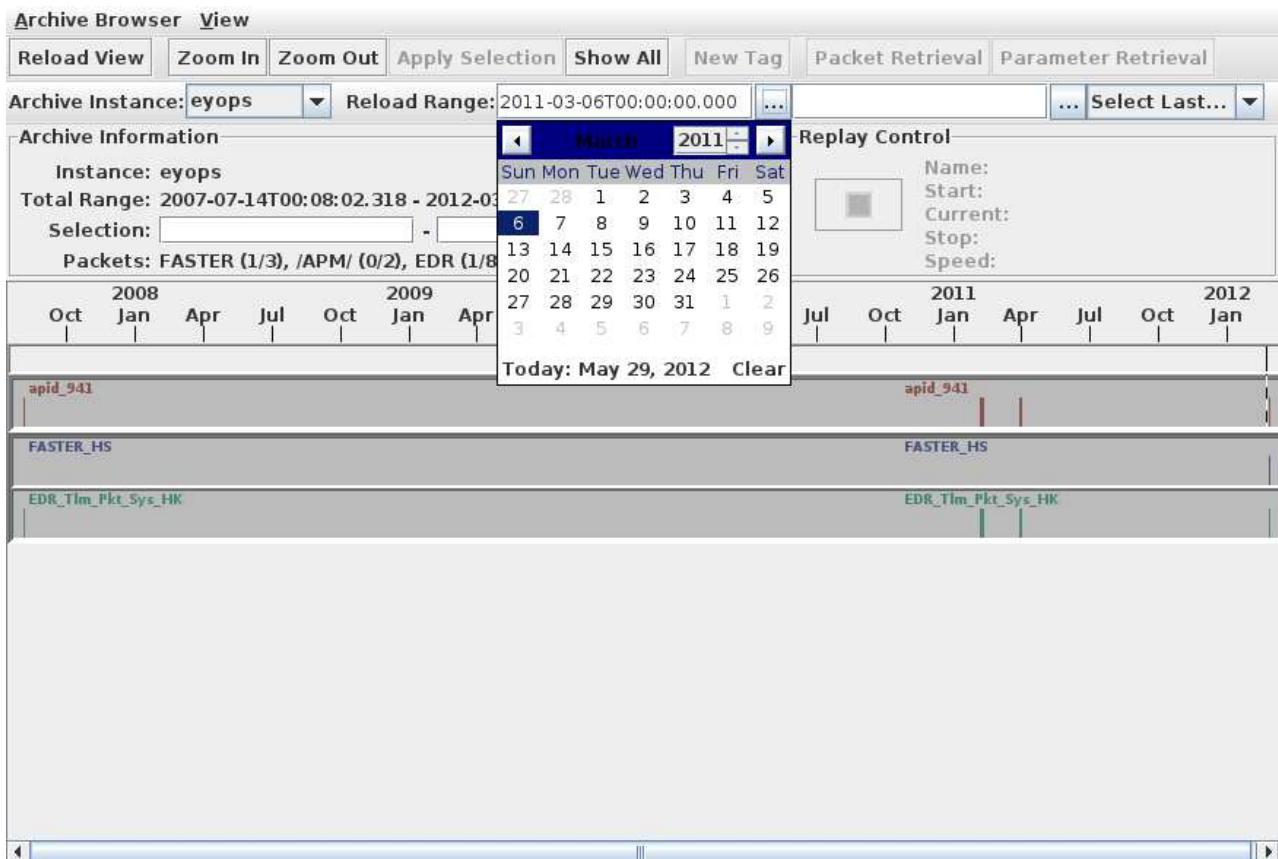 Archive Browser View
Reload View Zoom In Zoom Out Apply Selection Show All New Tag Packet Retrieval Parameter Retrieval
Archive Instance: eyops Reload Range: 2011-03-06T00:00:00.000 ... ... Select Last...
Archive Information
Instance: eyops
Total Range: 2007-07-14T00:08:02.318 - 2012-03
Selection: -
Packets: FASTER (1/3), /APM/ (0/2), EDR (1/8
March 2011
Sun Mon Tue Wed Thu Fri Sat
27 28 1 2 3 4 5
6 7 8 9 10 11 12
13 14 15 16 17 18 19
20 21 22 23 24 25 26
27 28 29 30 31 1 2
3 4 5 6 7 8 9
Today: May 29, 2012 Clear
Replay Control
Name:
Start:
Current:
Stop:
Speed:
2008 2009 2011 2012
Oct Jan Apr Jul Oct Jan Apr Jul Oct Jan Apr Jul Oct Jan
apid_941 apid_941
FASTER_HS FASTER_HS
EDR_Tlm_Pkt_Sys_HK EDR_Tlm_Pkt_Sys_HK